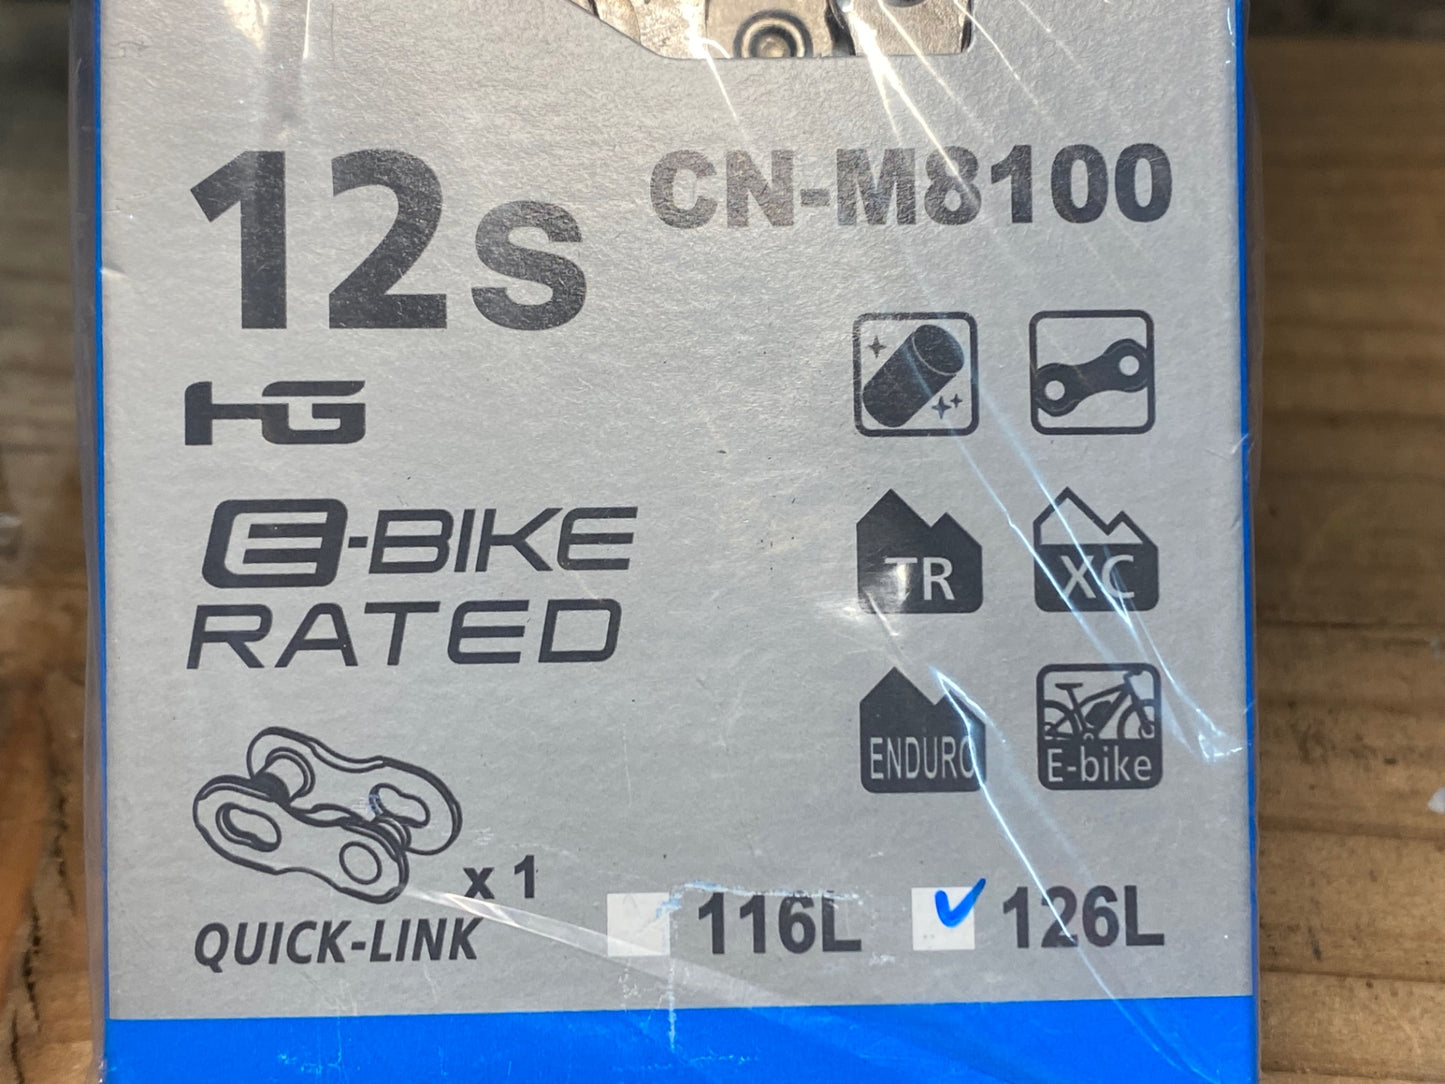 12s
CN-M8100
HG
E-BIKE
RATED
TR
XC
ENDURO
E-bike
x 1
QUICK-LINK
116L
126L